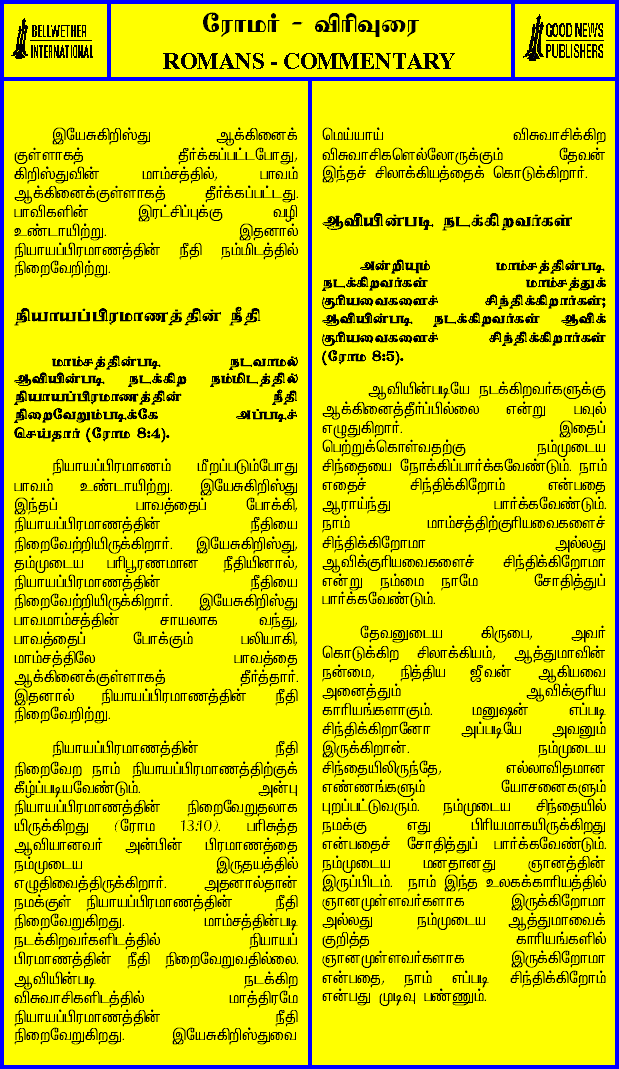 BELLWETHER
INTERNATIONAL
ரோமர் - விரிவுரை
ROMANS - COMMENTARY
GOOD NEWS
PUBLISHERS
இயேசுகிறிஸ்து ஆக்கினைக்
குள்ளாகத் தீர்க்கப்பட்டபோது,
கிறிஸ்துவின் மாம்சத்தில், பாவம்
ஆக்கினைக்குள்ளாகத் தீர்க்கப்பட்டது.
பாவிகளின் இரட்சிப்புக்கு வழி
உண்டாயிற்று. இதனால்
நியாயப்பிரமாணத்தின் நீதி நம்மிடத்தில்
நிறைவேறிற்று.
நியாயப்பிரமாணத்தின் நீதி
மாம்சத்தின்படி நடவாமல்
ஆவியின்படி நடக்கிற நம்மிடத்தில்
நியாயப்பிரமாணத்தின் நீதி
நிறைவேறும்படிக்கே அப்படிச்
செய்தார் (ரோம 8:4).
நியாயப்பிரமாணம் மீறப்படும்போது
பாவம் உண்டாயிற்று. இயேசுகிறிஸ்து
இந்தப் பாவத்தைப் போக்கி,
நியாயப்பிரமாணத்தின் நீதியை
நிறைவேற்றியிருக்கிறார். இயேசுகிறிஸ்து,
தம்முடைய பரிபூரணமான நீதியினால்,
நியாயப்பிரமாணத்தின் நீதியை
நிறைவேற்றியிருக்கிறார். இயேசுகிறிஸ்து
பாவமாம்சத்தின் சாயலாக வந்து,
பாவத்தைப் போக்கும் பலியாகி,
மாம்சத்திலே பாவத்தை
ஆக்கினைக்குள்ளாகத் தீர்த்தார்.
இதனால் நியாயப்பிரமாணத்தின் நீதி
நிறைவேறிற்று.
நியாயப்பிரமாணத்தின் நீதி
நிறைவேற நாம் நியாயப்பிரமாணத்திற்குக்
கீழ்ப்படியவேண்டும். அன்பு
நியாயப்பிரமாணத்தின் நிறைவேறுதலாக
யிருக்கிறது (ரோம 13:10). பரிசுத்த
ஆவியானவர் அன்பின் பிரமாணத்தை
நம்முடைய இருதயத்தில்
எழுதிவைத்திருக்கிறார். அதனால்தான்
நமக்குள் நியாயப்பிரமாணத்தின் நீதி
நிறைவேறுகிறது. மாம்சத்தின்படி
நடக்கிறவர்களிடத்தில் நியாயப்
பிரமாணத்தின் நீதி நிறைவேறுவதில்லை.
ஆவியின்படி நடக்கிற
விசுவாசிகளிடத்தில் மாத்திரமே
நியாயப்பிரமாணத்தின் நீதி
நிறைவேறுகிறது. இயேசுகிறிஸ்துவை
மெய்யாய் விசுவாசிக்கிற
விசுவாசிகளெல்லோருக்கும் தேவன்
இந்தச் சிலாக்கியத்தைக் கொடுக்கிறார்.
ஆவியின்படி நடக்கிறவர்கள்
அன்றியும் மாம்சத்தின்படி
நடக்கிறவர்கள் மாம்சத்துக்
குரியவைகளைச் சிந்திக்கிறார்கள்;
ஆவியின்படி நடக்கிறவர்கள் ஆவிக்
குரியவைகளைச் சிந்திக்கிறார்கள்
(ரோம 8:5).
ஆவியின்படியே நடக்கிறவர்களுக்கு
ஆக்கினைத்தீர்ப்பில்லை என்று பவுல்
எழுதுகிறார். இதைப்
பெற்றுக்கொள்வதற்கு நம்முடைய
சிந்தையை நோக்கிப்பார்க்கவேண்டும். நாம்
எதைச் சிந்திக்கிறோம் என்பதை
ஆராய்ந்து பார்க்கவேண்டும்.
நாம் மாம்சத்திற்குரியவைகளைச்
சிந்திக்கிறோமா அல்லது
ஆவிக்குரியவைகளைச் சிந்திக்கிறோமா
என்று நம்மை நாமே சோதித்துப்
பார்க்கவேண்டும்.
தேவனுடைய கிருபை, அவர்
கொடுக்கிற சிலாக்கியம், ஆத்துமாவின்
நன்மை, நித்திய ஜீவன் ஆகியவை
அனைத்தும் ஆவிக்குரிய
காரியங்களாகும். மனுஷன் எப்படி
சிந்திக்கிறானோ அப்படியே அவனும்
இருக்கிறான். நம்முடைய
சிந்தையிலிருந்தே, எல்லாவிதமான
எண்ணங்களும் யோசனைகளும்
புறப்பட்டுவரும். நம்முடைய சிந்தையில்
நமக்கு எது பிரியமாகயிருக்கிறது
என்பதைச் சோதித்துப் பார்க்கவேண்டும்.
நம்முடைய மனதானது ஞானத்தின்
இருப்பிடம். நாம் இந்த உலகக்காரியத்தில்
ஞானமுள்ளவர்களாக இருக்கிறோமா
அல்லது நம்முடைய ஆத்துமாவைக்
குறித்த காரியங்களில்
ஞானமுள்ளவர்களாக இருக்கிறோமா
என்பதை, நாம் எப்படி சிந்திக்கிறோம்
என்பது முடிவு பண்ணும்.